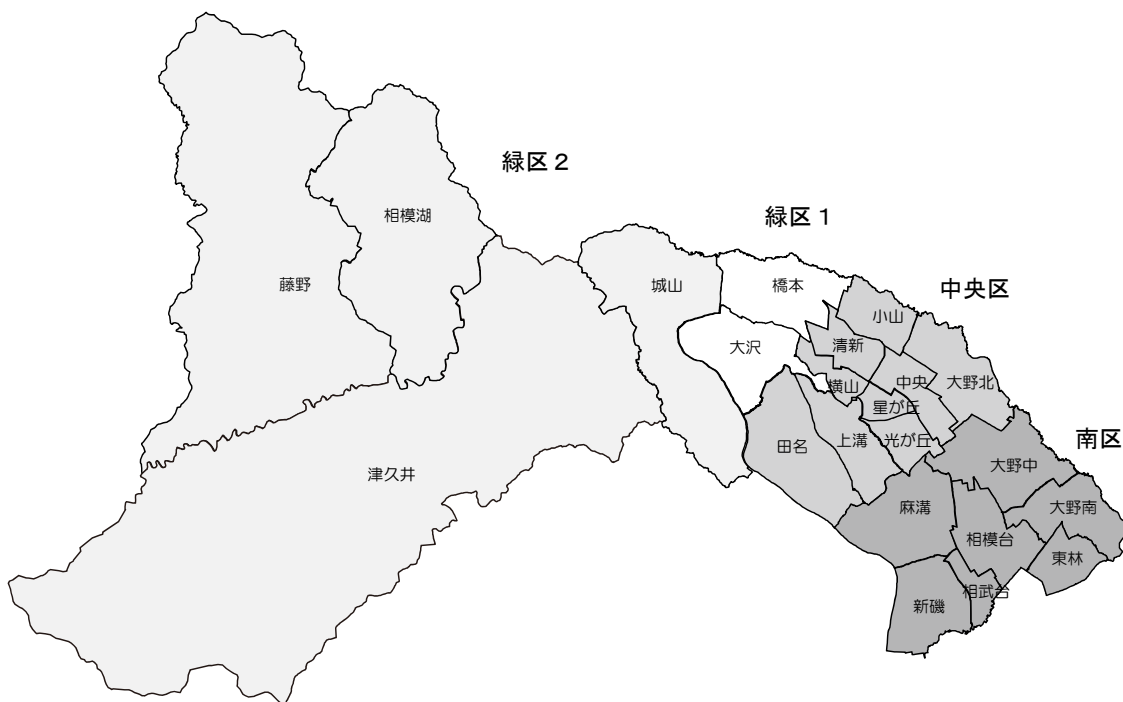 緑区2
相模湖
緑区1
藤野
城山
橋本
中央区
小山
大沢
清新
横山
中央
大野北
星が丘
田名
上溝
光が丘
南区
大野中
津久井
麻溝
大野南
相模台
東林
新磯
相武台